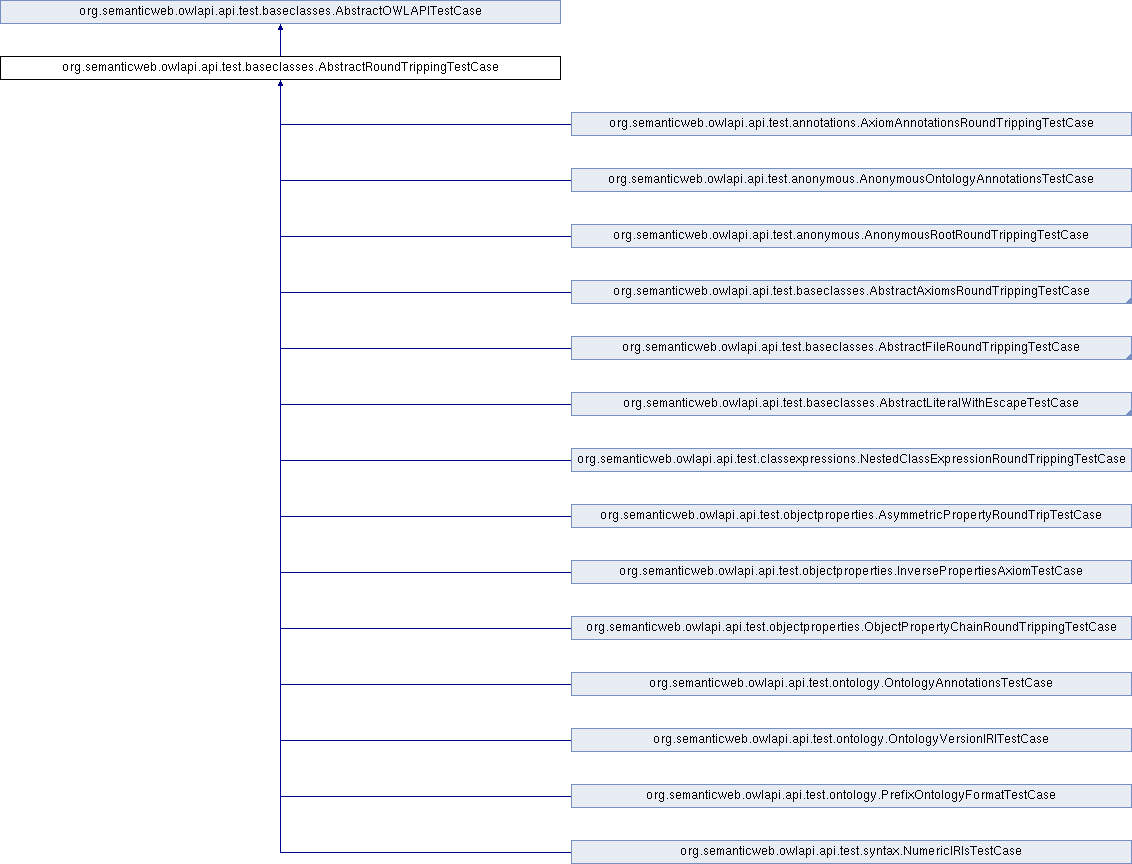 org.semanticweb.owlapi.api.test.baseclasses.AbstractOWLAPITestCase
org.semanticweb.owlapi.api.test.baseclasses.AbstractRoundTrippingTestCase
org.semanticweb.owlapi.api.test.annotations.AxiomAnnotationsRoundTrippingTestCase
org.semanticweb.owlapi.api.test.anonymous.AnonymousOntologyAnnotationsTestCase
org.semanticweb.owlapi.api.test.anonymous.AnonymousRootRoundTrippingTestCase
org.semanticweb.owlapi.api.test.baseclasses.AbstractAxiomsRoundTrippingTestCase
org.semanticweb.owlapi.api.test.baseclasses.AbstractFileRoundTrippingTestCase
org.semanticweb.owlapi.api.test.baseclasses.AbstractLiteralWithEscapeTestCase
org.semanticweb.owlapi.api.test.classexpressions.NestedClassExpressionRoundTrippingTestCase
org.semanticweb.owlapi.api.test.objectproperties.AsymmetricPropertyRoundTripTestCase
org.semanticweb.owlapi.api.test.objectproperties.InversePropertiesAxiomTestCase
org.semanticweb.owlapi.api.test.objectproperties.ObjectPropertyChainRoundTrippingTestCase
org.semanticweb.owlapi.api.test.ontology.OntologyAnnotationsTestCase
org.semanticweb.owlapi.api.test.ontology.OntologyVersionIRITestCase
org.semanticweb.owlapi.api.test.ontology.PrefixOntologyFormatTestCase
org.semanticweb.owlapi.api.test.syntax.NumericIRIsTestCase